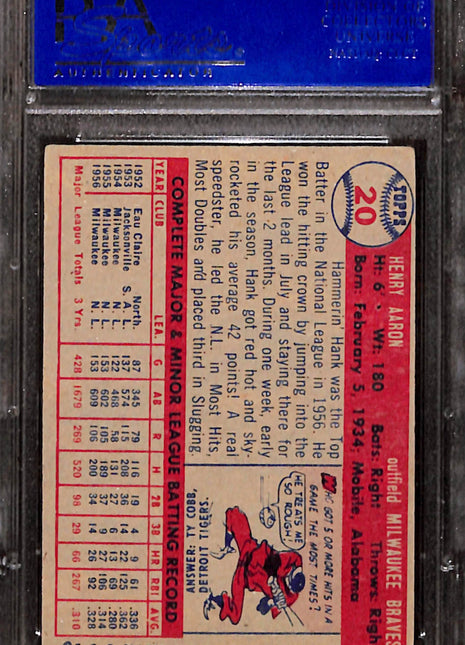 PSA
AUTHENTICATOR
COLLECTORS
UNIVERSE
TOPPS
20
HENRY AARON outfield MILWAUKEE BRAVES
Ht: 6' Wt: 180 Bats: Right Throws: Righ
Born: February 5, 1934; Mobile, Alabama
Hammerin' Hank was the Top
Batter in the National League in 1956. He
won the hitting crown by jumping into the
League lead in July and staying there for
the last 2 months. During one week, early
in the season, Hank got red hot and sky-
rocketed his average 42 points! A real
speedster, he led the N.L. in Most Hits,
Most Doubles and placed third in Slugging.
WHO GOT 5 OR MORE HITS IN A
GAME THE MOST TIMES?
HE TREATS ME
SO ROUGH!
ANSWER: TY COBB,
DETROIT TIGERS.
COMPLETE MAJOR & MINOR LEAGUE BATTING RECORD
YEAR CLUB LEA. G AB R H 2B 3B HR RBI AVG.
1952 Eau Claire North. 87 345 79 116 19 4 9 61 .336
1953 Jacksonville S. A. L. 137 574 115 208 36 14 22 125 .362
1954 Milwaukee N. L. 122 468 58 131 27 6 13 69 .280
1955 Milwaukee N. L. 153 602 105 189 37 9 27 106 .314
1956 Milwaukee N. L. 153 609 106 200 34 14 26 92 .328
Major League Totals 3 Yrs. 428 1679 269 520 98 29 66 267 .310